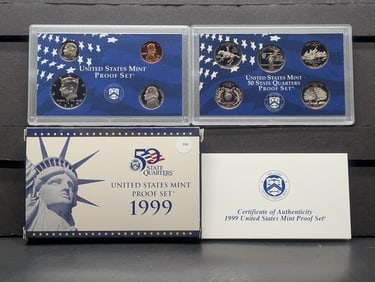 UNITED STATES MINT
PROOF SET
UNITED STATES MINT
50 STATE QUARTERS
PROOF SET
50
STATE
QUARTERS
UNITED STATES MINT
PROOF SET
1999
Certificate of Authenticity
1999 United States Mint Proof Set